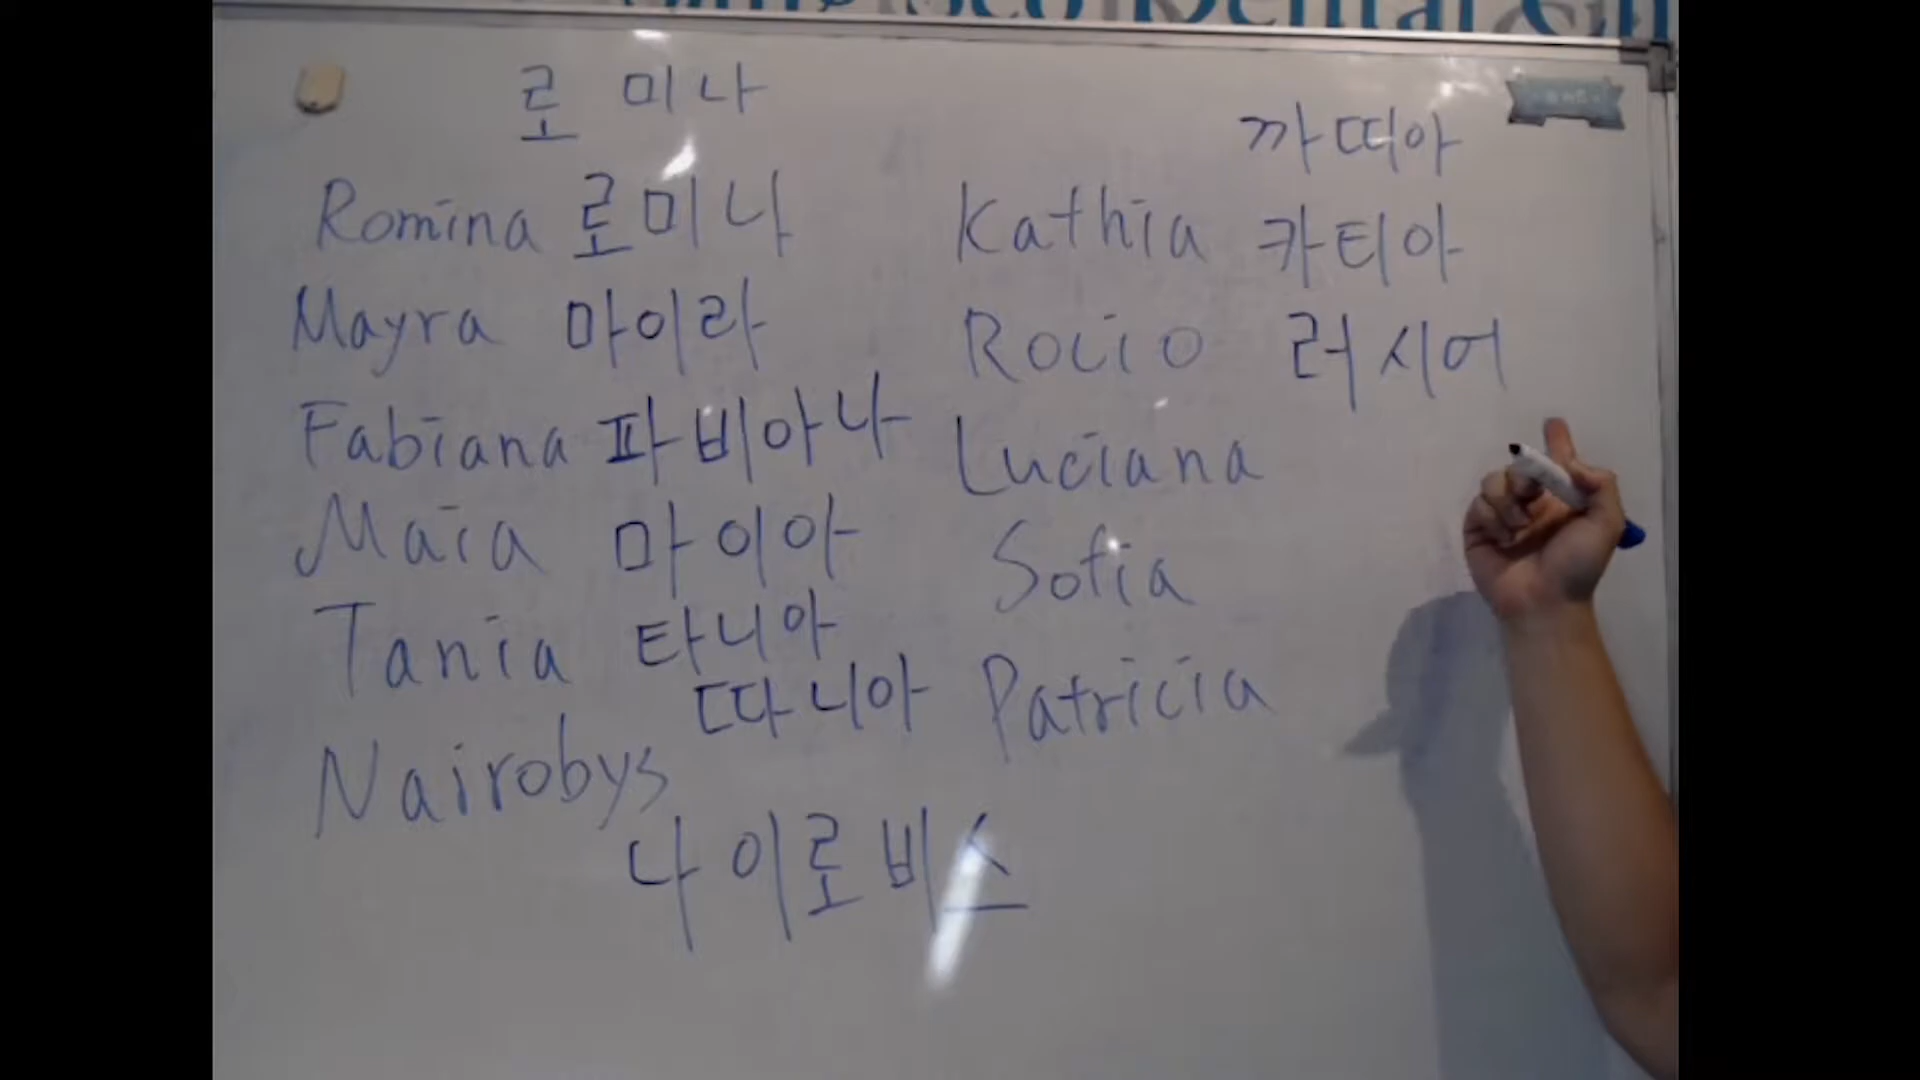 Dental
로 미나
Romina 로미나
Mayra 마이라
Fabiana 파비아나
Maia 마이아
Tania 타니아
따니아
Nairobys
나이로비스
까띠아
Kathia 카티아
Rocio 러시어
Luciana
Sofia
Patricia